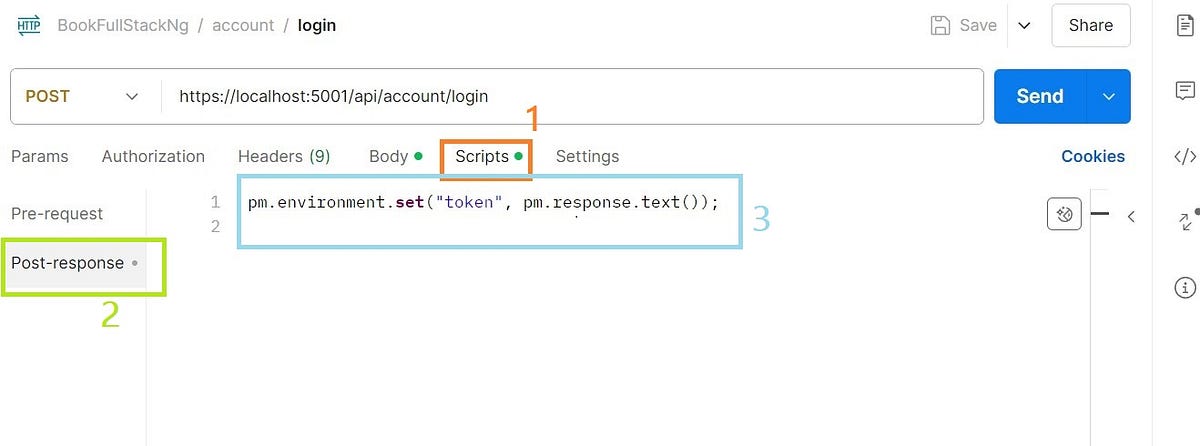 HTTP BookFullStackNg / account / login Save Share
POST https://localhost:5001/api/account/login Send
1
Params Authorization Headers (9) Body Scripts Settings Cookies </>
Pre-request
1 pm.environment.set("token", pm.response.text());
2
3
Post-response
2